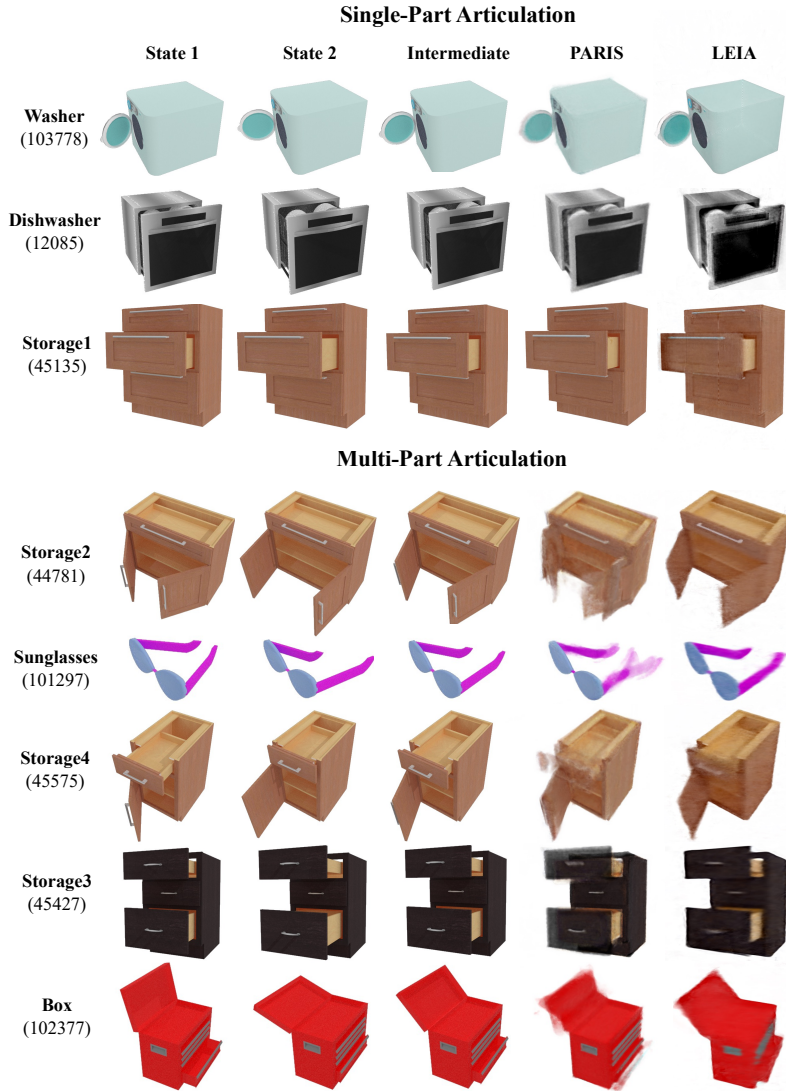 Single-Part Articulation
State 1 State 2 Intermediate PARIS LEIA
Washer
(103778)
Dishwasher
(12085)
Storage1
(45135)
Multi-Part Articulation
Storage2
(44781)
Sunglasses
(101297)
Storage4
(45575)
Storage3
(45427)
Box
(102377)